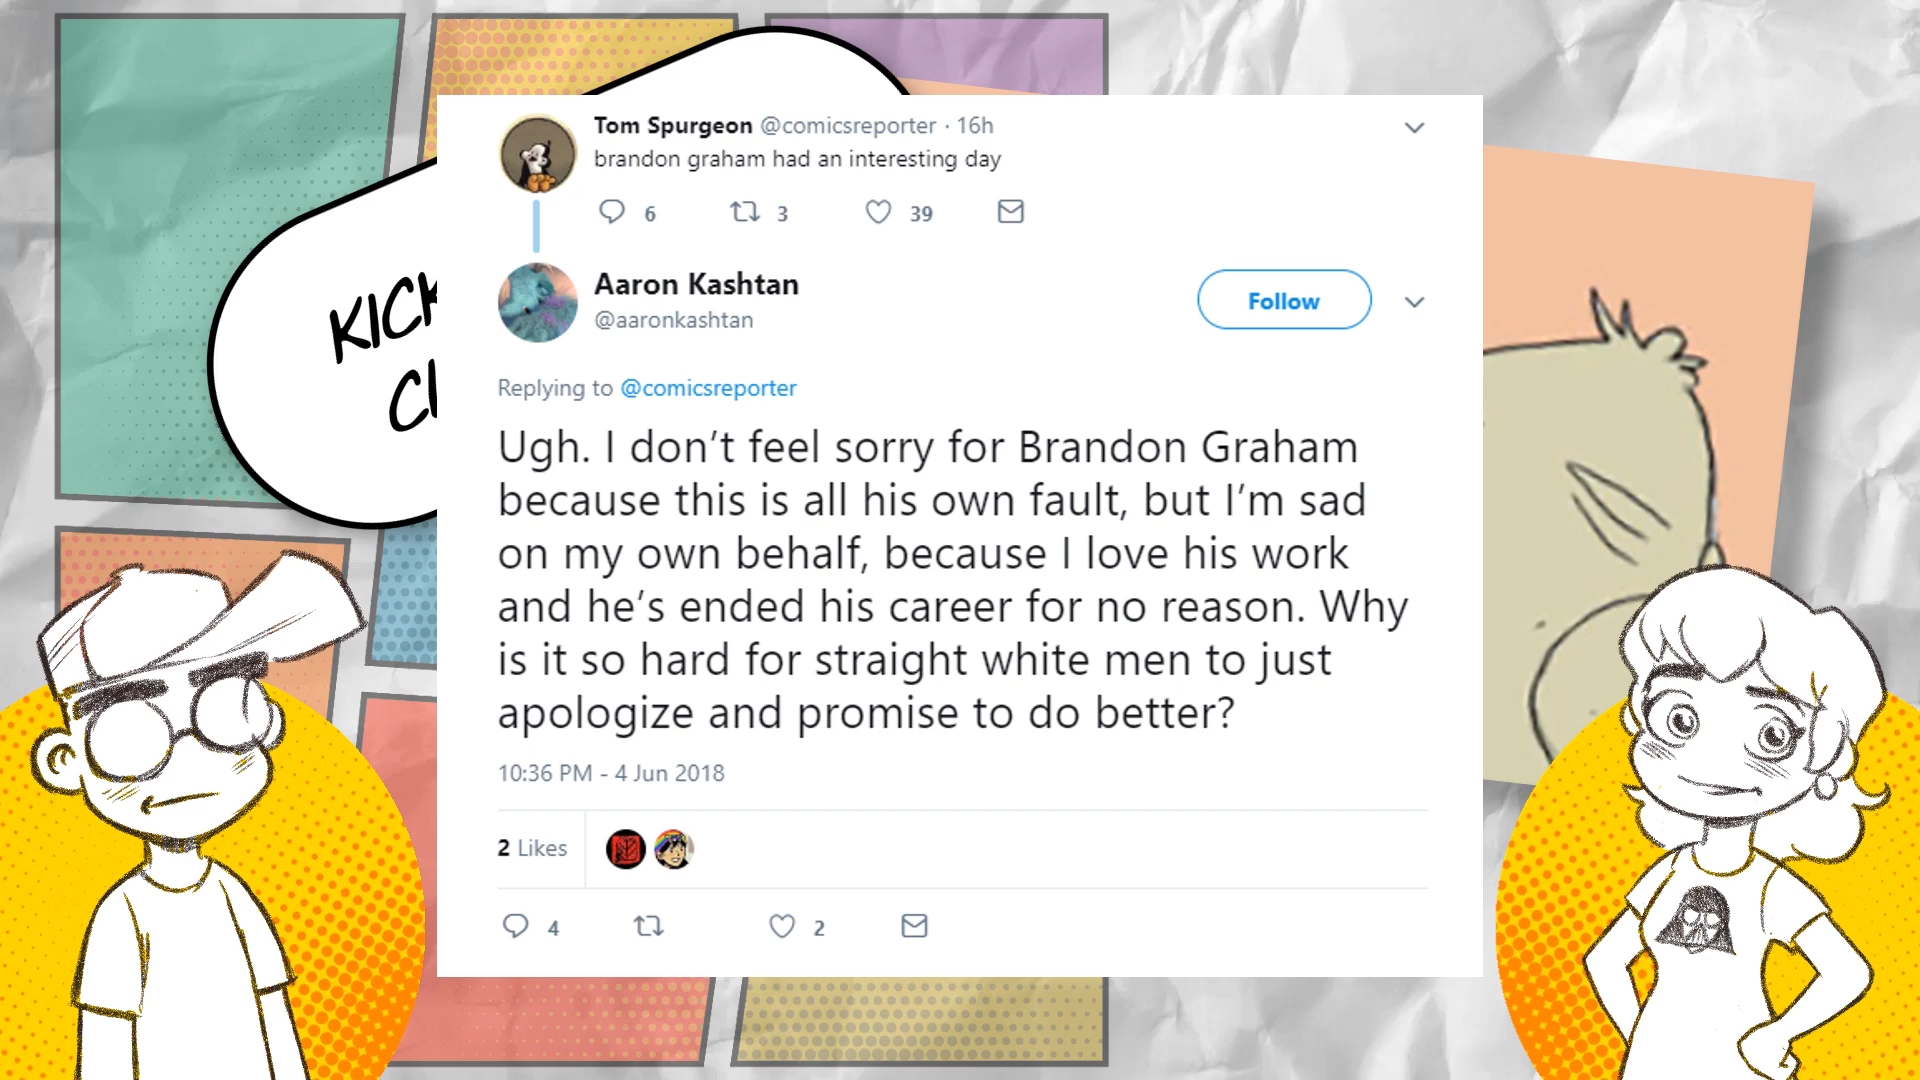 Tom Spurgeon @comicsreporter · 16h
brandon graham had an interesting day
6 3 39
Aaron Kashtan
@aaronkashtan
Follow
Replying to @comicsreporter
Ugh. I don’t feel sorry for Brandon Graham
because this is all his own fault, but I’m sad
on my own behalf, because I love his work
and he’s ended his career for no reason. Why
is it so hard for straight white men to just
apologize and promise to do better?
10:36 PM - 4 Jun 2018
2 Likes
4 2
KICK